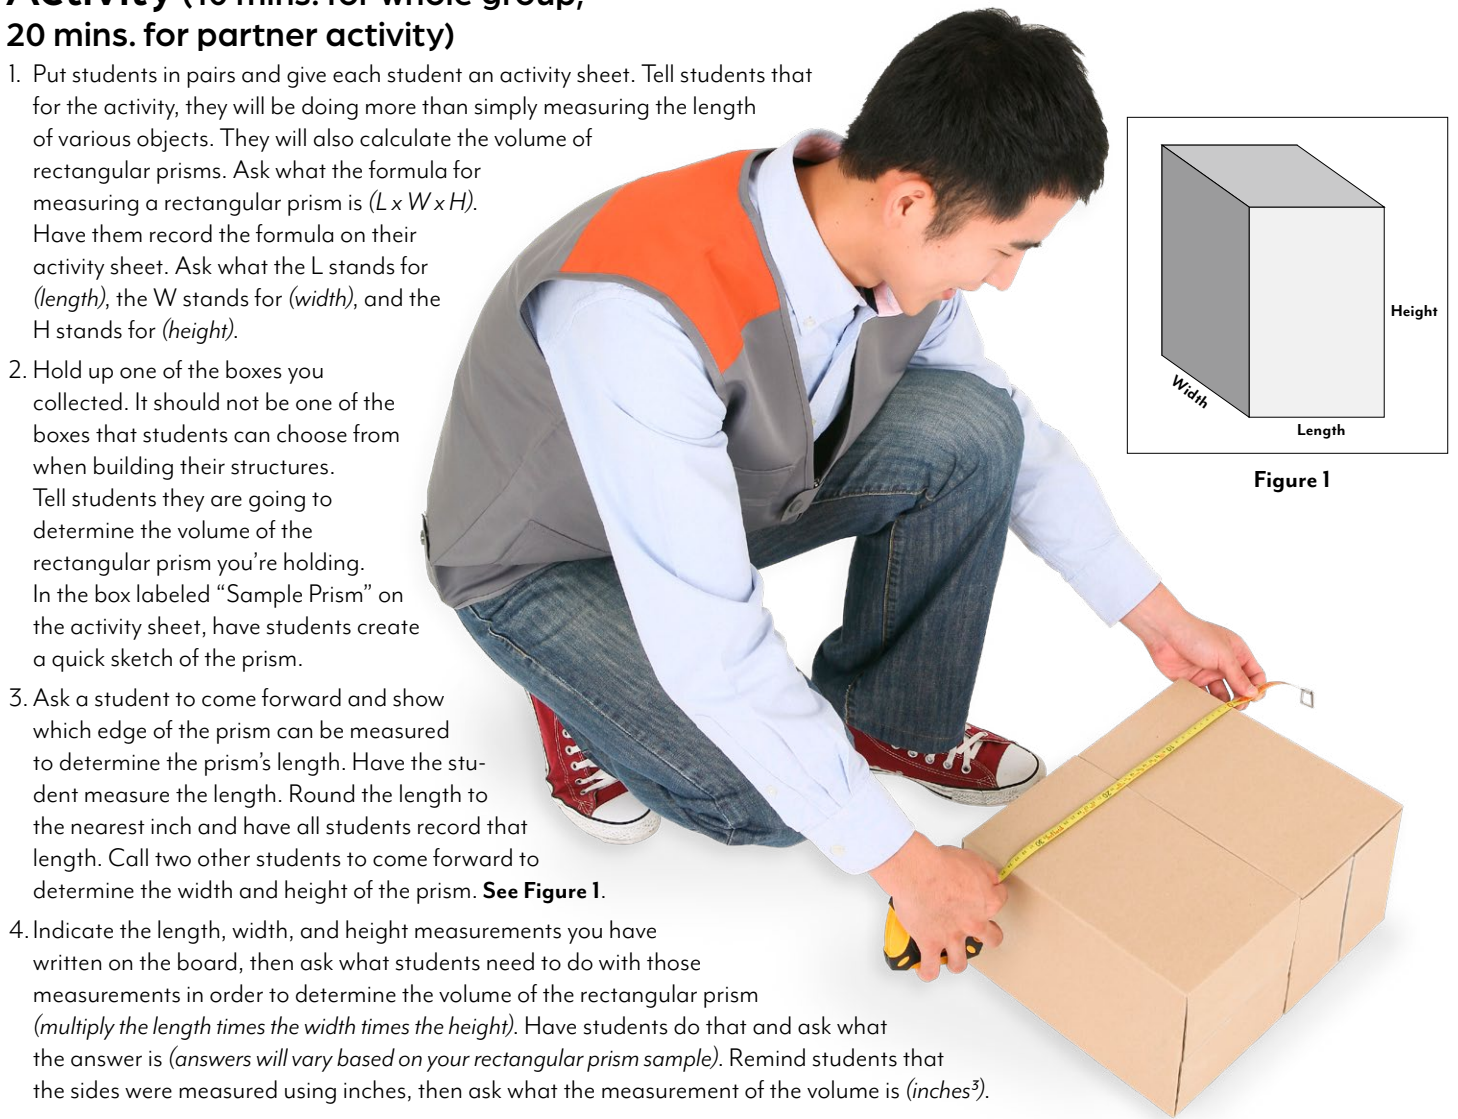 Activity (10 mins. for whole group,
20 mins. for partner activity)
1. Put students in pairs and give each student an activity sheet. Tell students that
for the activity, they will be doing more than simply measuring the length
of various objects. They will also calculate the volume of
rectangular prisms. Ask what the formula for
measuring a rectangular prism is (L x W x H).
Have them record the formula on their
activity sheet. Ask what the L stands for
(length), the W stands for (width), and the
H stands for (height).
2. Hold up one of the boxes you
collected. It should not be one of the
boxes that students can choose from
when building their structures.
Tell students they are going to
determine the volume of the
rectangular prism you're holding.
In the box labeled “Sample Prism” on
the activity sheet, have students create
a quick sketch of the prism.
3. Ask a student to come forward and show
which edge of the prism can be measured
to determine the prism's length. Have the stu-
dent measure the length. Round the length to
the nearest inch and have all students record that
length. Call two other students to come forward to
determine the width and height of the prism. See Figure 1.
4. Indicate the length, width, and height measurements you have
written on the board, then ask what students need to do with those
measurements in order to determine the volume of the rectangular prism
(multiply the length times the width times the height). Have students do that and ask what
the answer is (answers will vary based on your rectangular prism sample). Remind students that
the sides were measured using inches, then ask what the measurement of the volume is (inches³).
Height
Width
Length
Figure 1